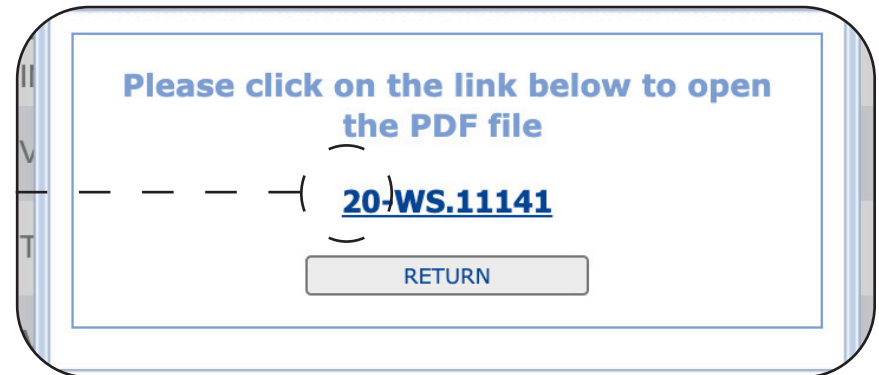 Please click on the link below to open
the PDF file
20-WS.11141
RETURN